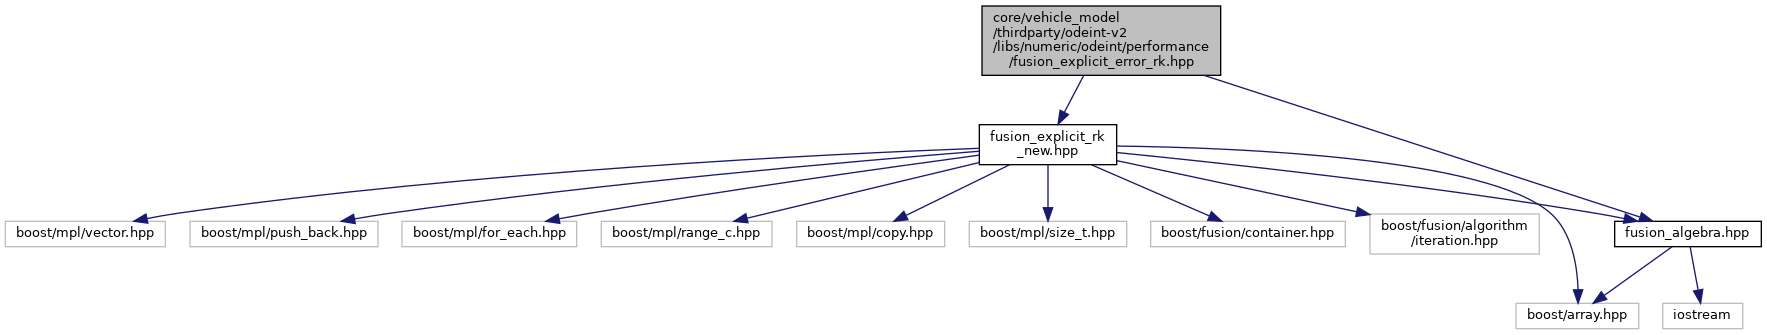 core/vehicle_model
/thirdparty/odeint-v2
/libs/numeric/odeint/performance
/fusion_explicit_error_rk.hpp
fusion_explicit_rk
_new.hpp
boost/mpl/vector.hpp
boost/mpl/push_back.hpp
boost/mpl/for_each.hpp
boost/mpl/range_c.hpp
boost/mpl/copy.hpp
boost/mpl/size_t.hpp
boost/fusion/container.hpp
boost/fusion/algorithm
/iteration.hpp
fusion_algebra.hpp
boost/array.hpp
iostream